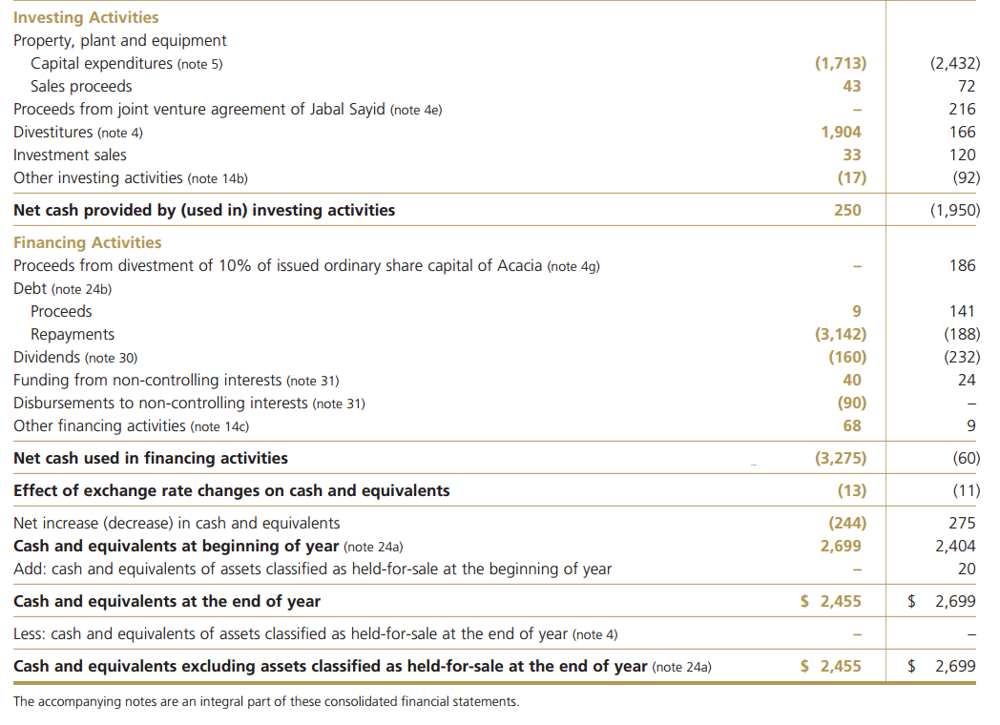 Investing Activities
Property, plant and equipment
Capital expenditures (note 5) (1,713) (2,432)
Sales proceeds 43 72
Proceeds from joint venture agreement of Jabal Sayid (note 4e) – 216
Divestitures (note 4) 1,904 166
Investment sales 33 120
Other investing activities (note 14b) (17) (92)
Net cash provided by (used in) investing activities 250 (1,950)
Financing Activities
Proceeds from divestment of 10% of issued ordinary share capital of Acacia (note 4g) – 186
Debt (note 24b)
Proceeds 9 141
Repayments (3,142) (188)
Dividends (note 30) (160) (232)
Funding from non-controlling interests (note 31) 40 24
Disbursements to non-controlling interests (note 31) (90) –
Other financing activities (note 14c) 68 9
Net cash used in financing activities (3,275) (60)
Effect of exchange rate changes on cash and equivalents (13) (11)
Net increase (decrease) in cash and equivalents (244) 275
Cash and equivalents at beginning of year (note 24a) 2,699 2,404
Add: cash and equivalents of assets classified as held-for-sale at the beginning of year – 20
Cash and equivalents at the end of year $ 2,455 $ 2,699
Less: cash and equivalents of assets classified as held-for-sale at the end of year (note 4) – –
Cash and equivalents excluding assets classified as held-for-sale at the end of year (note 24a) $ 2,455 $ 2,699
The accompanying notes are an integral part of these consolidated financial statements.